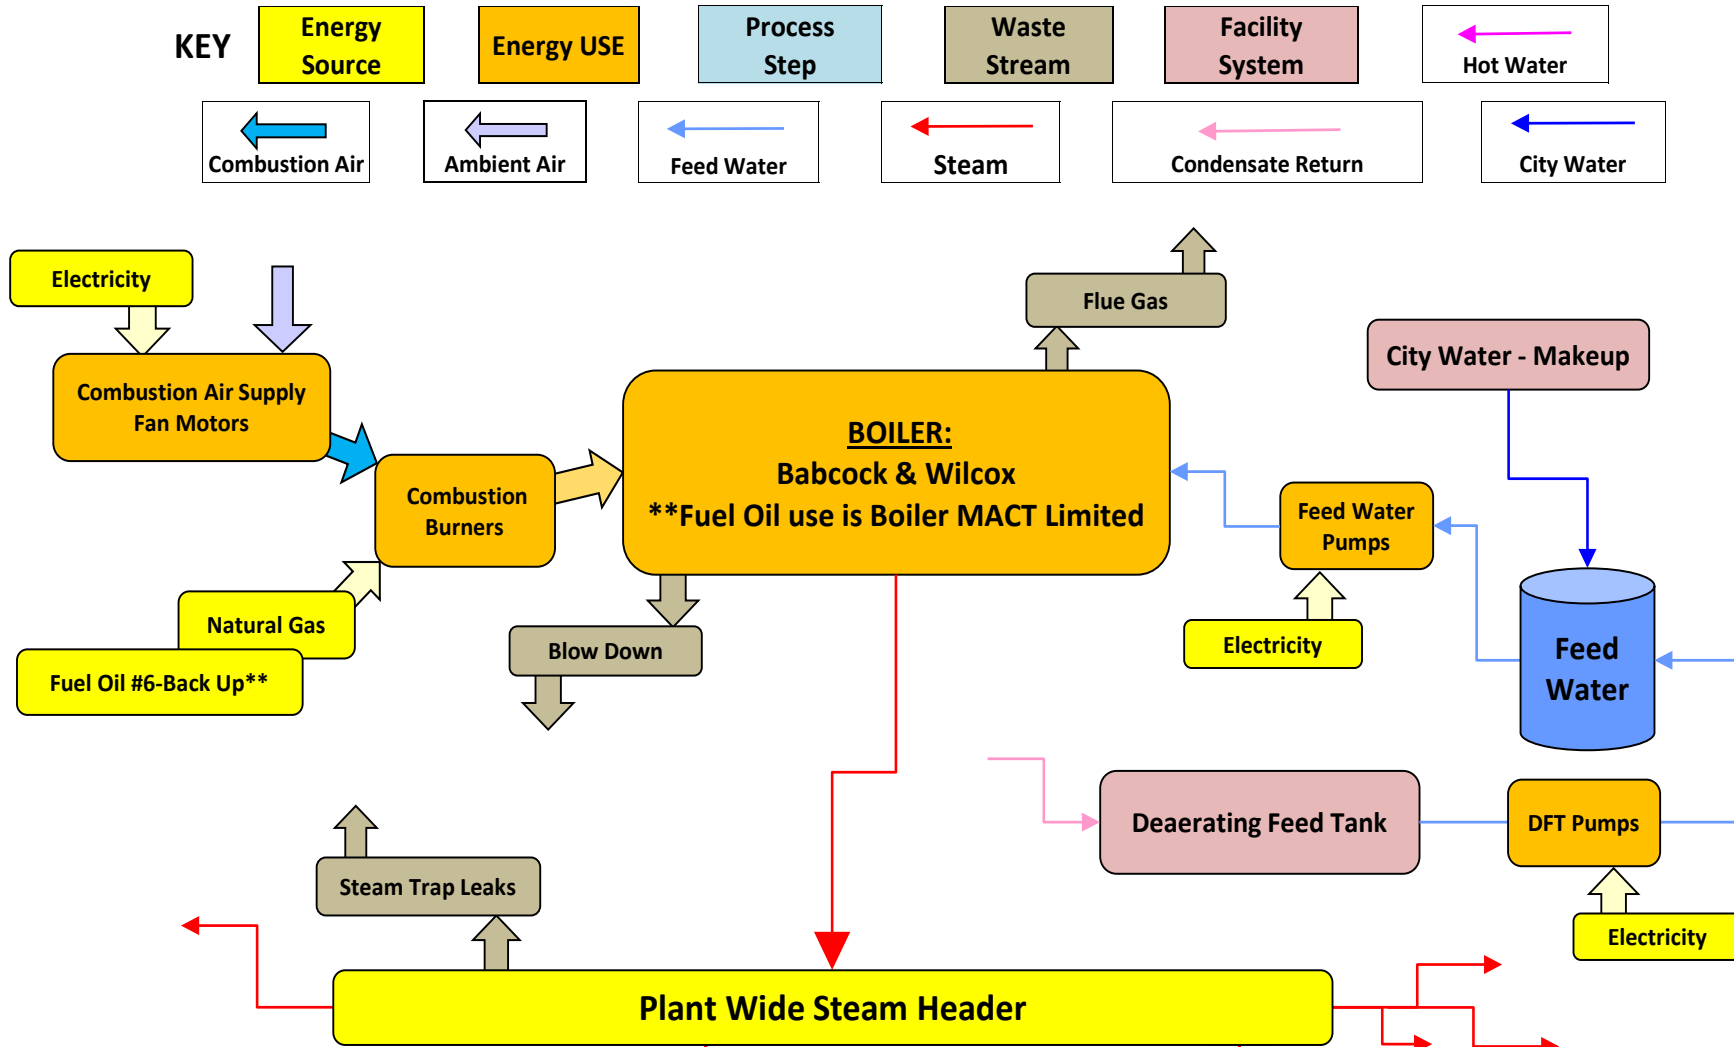 KEY
Energy
Source
Energy USE
Process
Step
Waste
Stream
Facility
System
Hot Water
Combustion Air
Ambient Air
Feed Water
Steam
Condensate Return
City Water
Electricity
Flue Gas
City Water - Makeup
Combustion Air Supply
Fan Motors
BOILER:
Babcock & Wilcox
**Fuel Oil use is Boiler MACT Limited
Combustion
Burners
Feed Water
Pumps
Natural Gas
Fuel Oil #6-Back Up**
Blow Down
Electricity
Feed
Water
Deaerating Feed Tank
DFT Pumps
Steam Trap Leaks
Electricity
Plant Wide Steam Header